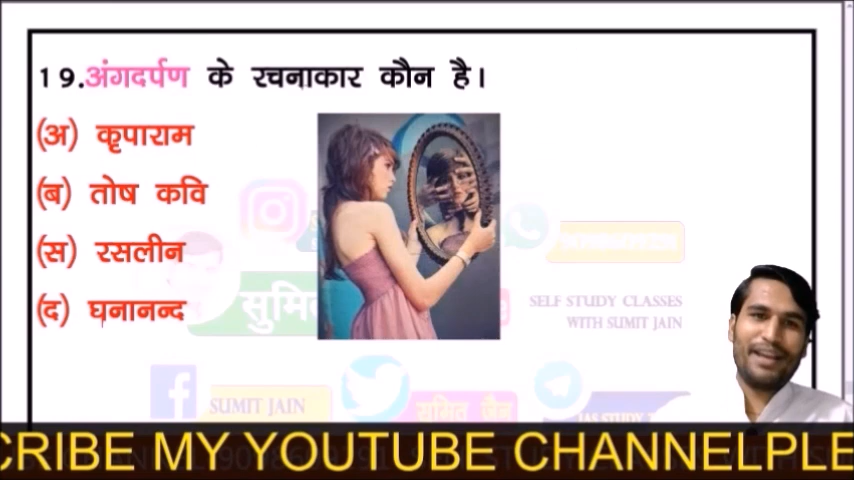 19.अंगदर्पण के रचनाकार कौन है।
(अ) कृपाराम
(ब) तोष कवि
(स) रसलीन
(द) घनानन्द
SELF STUDY CLASSES
WITH SUMIT JAIN
SUMIT JAIN
सुमित जैन
CRIBE MY YOUTUBE CHANNELPLE